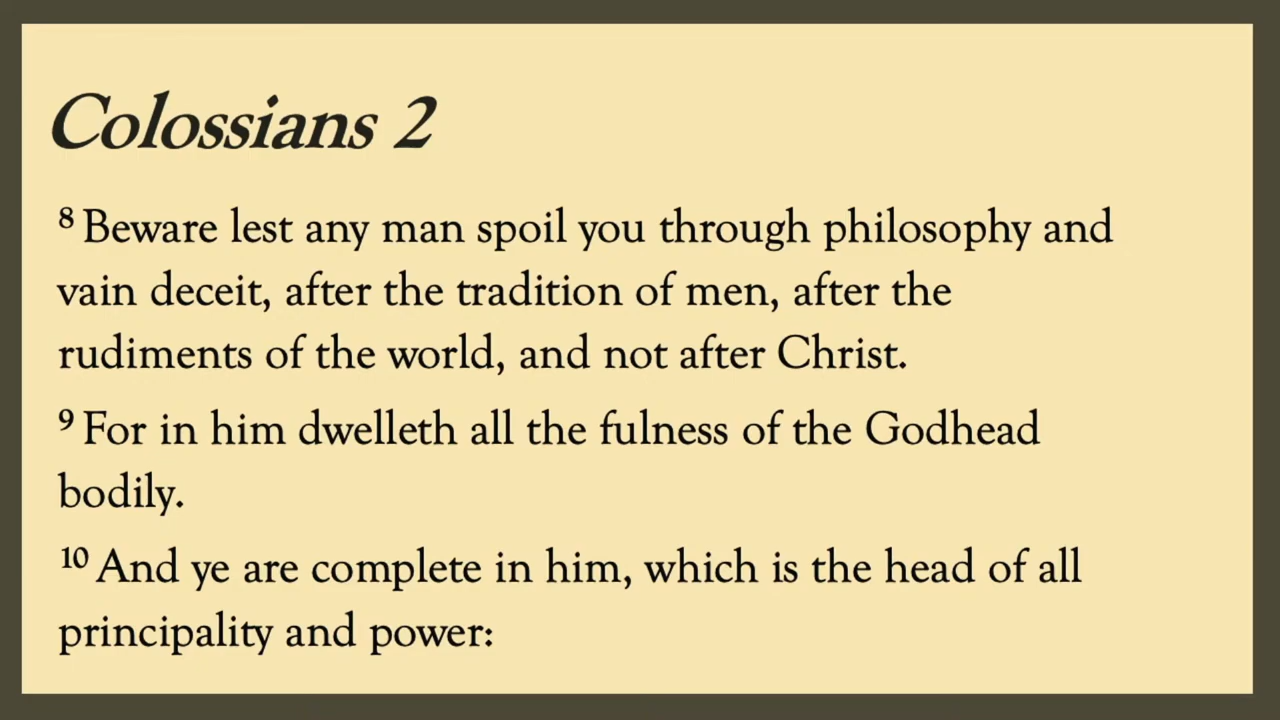 Colossians 2
8 Beware lest any man spoil you through philosophy and
vain deceit, after the tradition of men, after the
rudiments of the world, and not after Christ.
9 For in him dwelleth all the fulness of the Godhead
bodily.
10 And ye are complete in him, which is the head of all
principality and power: